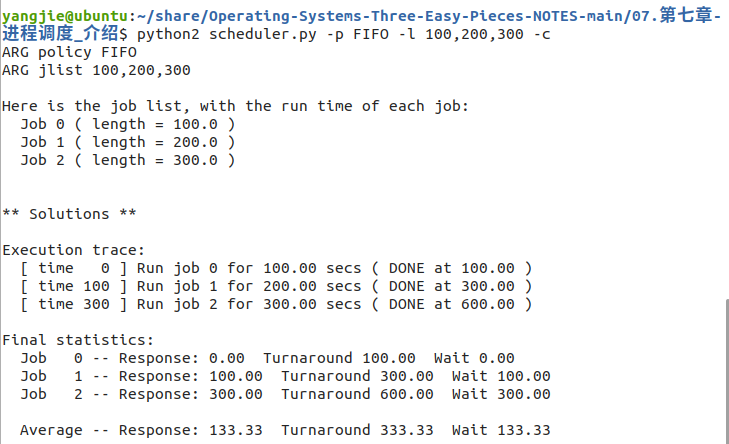 yangjie@ubuntu:~/share/Operating-Systems-Three-Easy-Pieces-NOTES-main/07.第七章-
进程调度_介绍$ python2 scheduler.py -p FIFO -l 100,200,300 -c
ARG policy FIFO
ARG jlist 100,200,300
Here is the job list, with the run time of each job:
Job 0 ( length = 100.0 )
Job 1 ( length = 200.0 )
Job 2 ( length = 300.0 )
** Solutions **
Execution trace:
[ time   0 ] Run job 0 for 100.00 secs ( DONE at 100.00 )
[ time 100 ] Run job 1 for 200.00 secs ( DONE at 300.00 )
[ time 300 ] Run job 2 for 300.00 secs ( DONE at 600.00 )
Final statistics:
Job   0 -- Response: 0.00  Turnaround 100.00  Wait 0.00
Job   1 -- Response: 100.00  Turnaround 300.00  Wait 100.00
Job   2 -- Response: 300.00  Turnaround 600.00  Wait 300.00
Average -- Response: 133.33  Turnaround 333.33  Wait 133.33